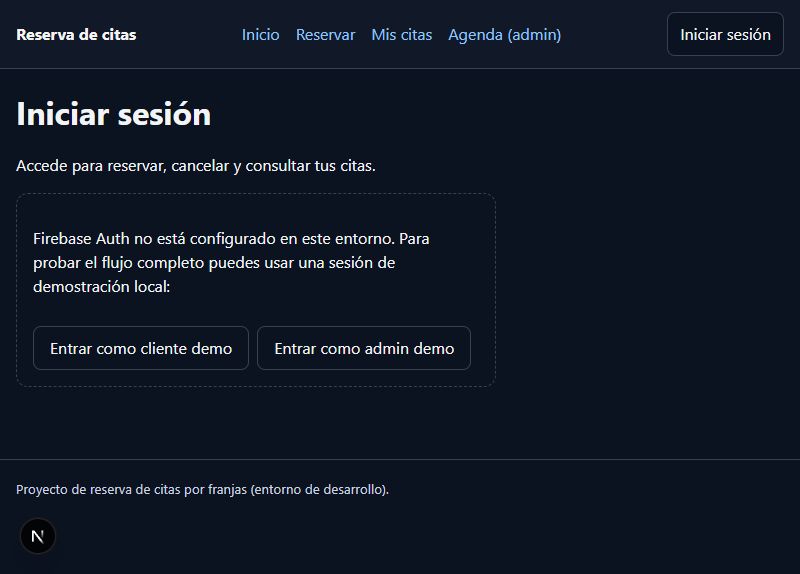 Reserva de citas
Inicio Reservar Mis citas Agenda (admin)
Iniciar sesión
Iniciar sesión
Accede para reservar, cancelar y consultar tus citas.
Firebase Auth no está configurado en este entorno. Para
probar el flujo completo puedes usar una sesión de
demostración local:
Entrar como cliente demo
Entrar como admin demo
Proyecto de reserva de citas por franjas (entorno de desarrollo).
N